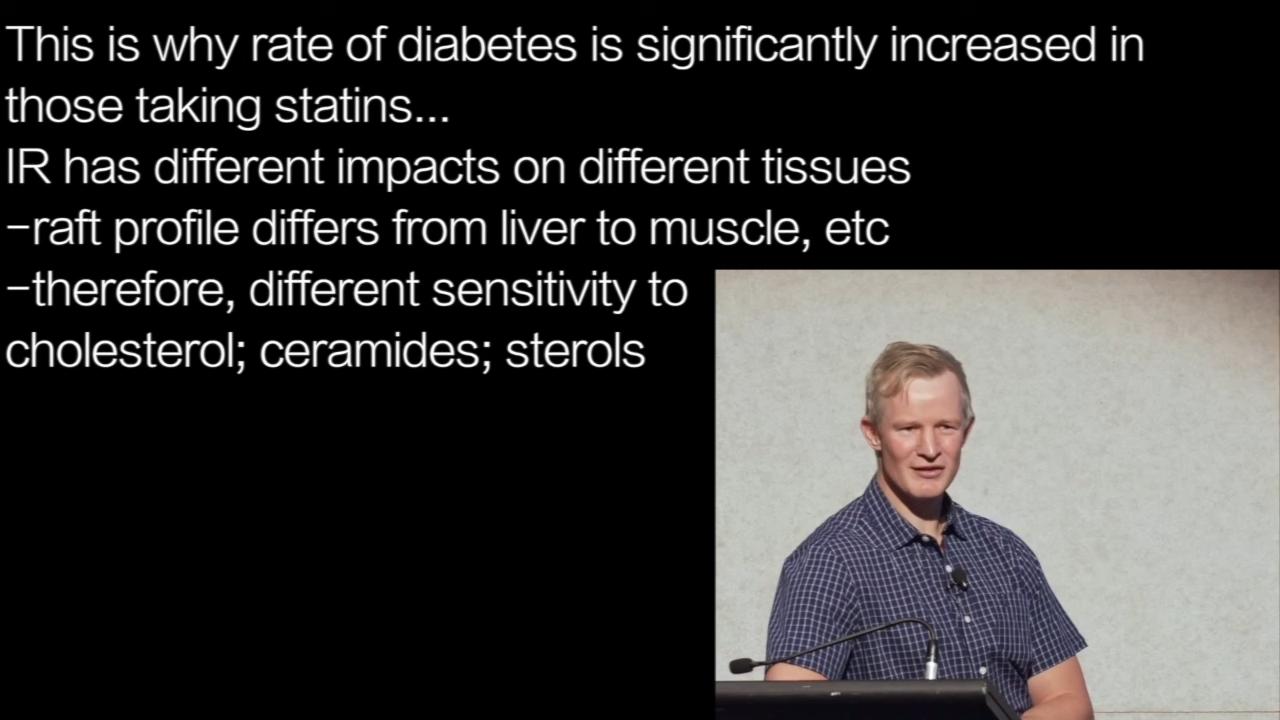 This is why rate of diabetes is significantly increased in
those taking statins...
IR has different impacts on different tissues
–raft profile differs from liver to muscle, etc
–therefore, different sensitivity to
cholesterol; ceramides; sterols